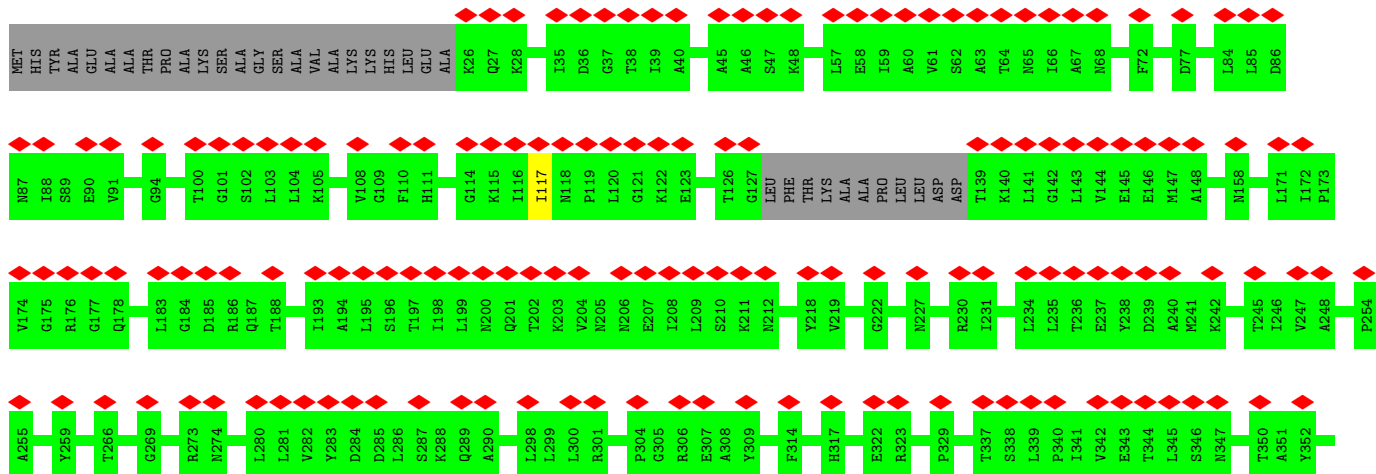 MET HIS TYR ALA GLU ALA ALA THR PRO ALA LYS SER ALA GLY SER ALA VAL ALA LYS LYS HIS LEU GLU ALA K26 Q27 K28 I35 D36 G37 T38 I39 A40 A45 A46 S47 K48 L57 E58 I59 A60 V61 S62 A63 T64 N65 I66 A67 N68 F72 D77 L84 L85 D86
N87 I88 S89 E90 V91 G94 T100 G101 S102 L103 L104 K105 V108 G109 F110 H111 G114 K115 I116 I117 N118 P119 L120 G121 K122 E123 T126 G127 LEU PHE THR LYS ALA ALA PRO LEU LEU ASP ASP T139 K140 L141 G142 L143 V144 E145 E146 M147 A148 N158 L171 I172 P173
V174 G175 R176 G177 Q178 L183 G184 D185 R186 Q187 T188 I193 A194 L195 S196 T197 I198 L199 N200 Q201 T202 K203 V204 N205 N206 E207 I208 L209 S210 K211 N212 Y218 V219 G222 N227 R230 I231 L234 L235 T236 E237 Y238 D239 A240 M241 K242 T245 I246 V247 A248 P254
A255 Y259 T266 G269 R273 N274 L280 L281 V282 Y283 D284 D285 L286 S287 K288 Q289 A290 L298 L299 L300 R301 P304 G305 R306 E307 A308 Y309 F314 H317 E322 R323 P329 T337 S338 L339 P340 I341 V342 E343 T344 L345 S346 N347 T350 A351 Y352